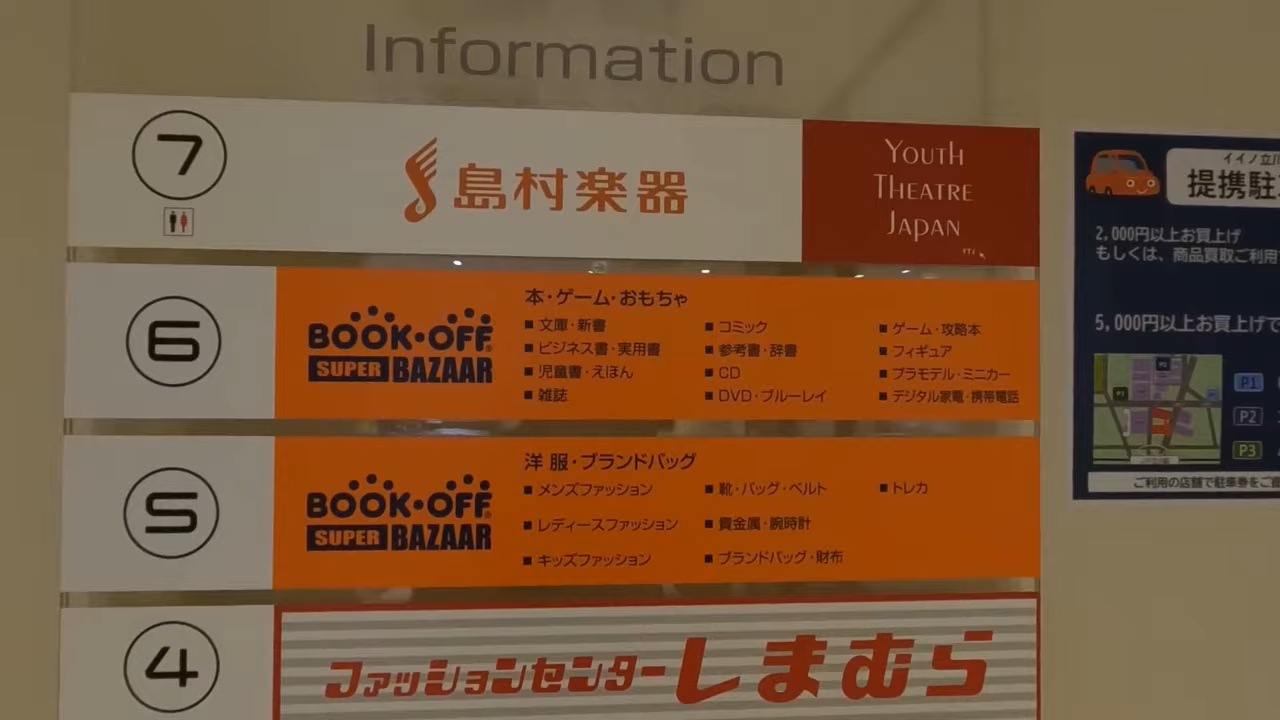 Information
7
島村楽器
YOUTH
THEATRE
JAPAN
6
BOOK・OFF
SUPER BAZAAR
本・ゲーム・おもちゃ
■ 文庫・新書
■ ビジネス書・実用書
■ 児童書・えほん
■ 雑誌
■ コミック
■ 参考書・辞書
■ CD
■ DVD・ブルーレイ
■ ゲーム・攻略本
■ フィギュア
■ プラモデル・ミニカー
■ デジタル家電・携帯電話
5
BOOK・OFF
SUPER BAZAAR
洋服・ブランドバッグ
■ メンズファッション
■ レディースファッション
■ キッズファッション
■ 靴・バッグ・ベルト
■ 貴金属・腕時計
■ ブランドバッグ・財布
■ トレカ
4
ファッションセンターしまむら
イイノ立川
提携駐
2,000円以上お買上げ
もしくは、商品買取ご利用
5,000円以上お買上げで
P1
P2
P3
ご利用の店舗で駐車券をご